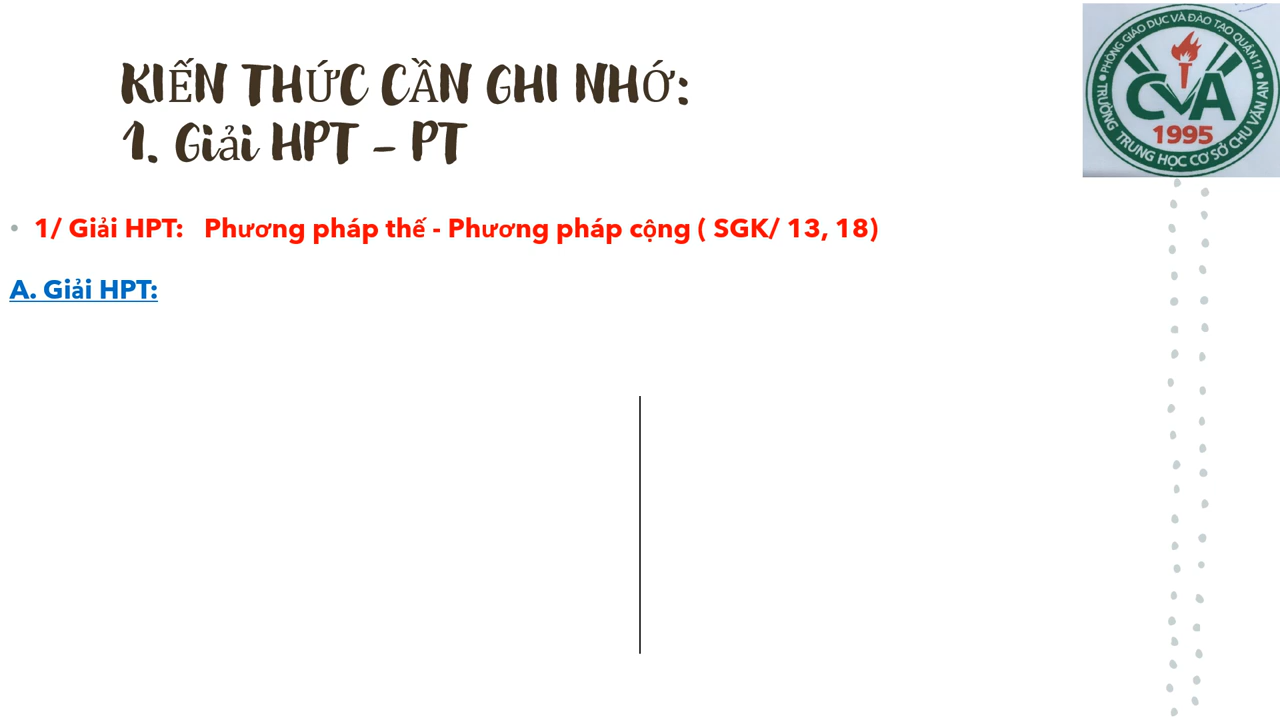 KIẾN THỨC CẦN GHI NHỚ:
1. Giải HPT - PT
PHÒNG GIÁO DỤC VÀ ĐÀO TẠO QUẬN 11
CVA
1995
TRƯỜNG TRUNG HỌC CƠ SỞ CHU VĂN AN
• 1/ Giải HPT: Phương pháp thế - Phương pháp cộng ( SGK/ 13, 18)
A. Giải HPT: